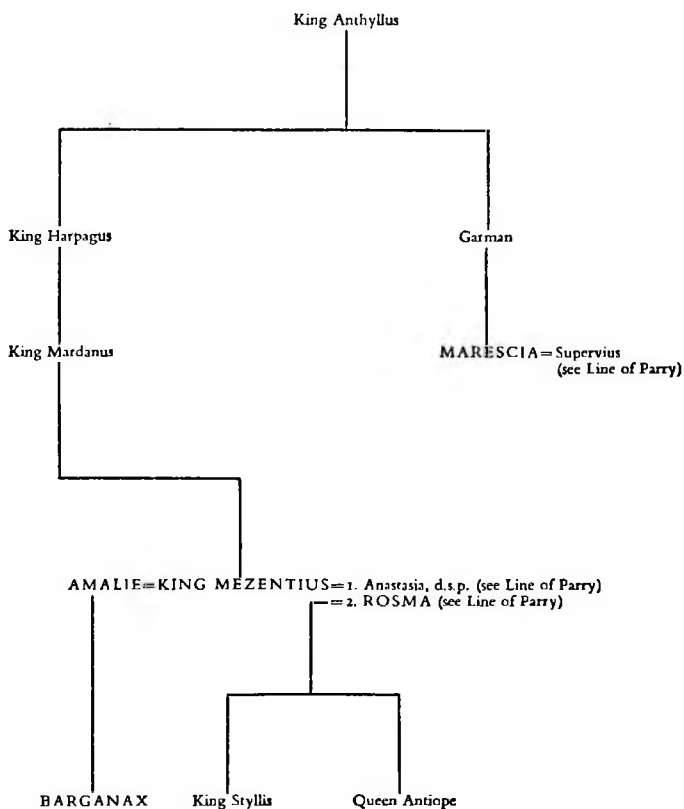 King Anthyllus
King Harpagus
Garman
King Mardanus
MARESCIA=Supervius
(see Line of Parry)
AMALIE=KING MEZENTIUS=1. Anastasia, d.s.p. (see Line of Parry)
=2. ROSMA (see Line of Parry)
BARGANAX
King Styllis
Queen Antiope